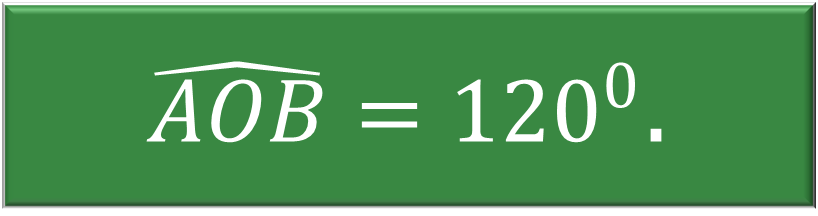 $\widehat{AOB} = 120^0.$